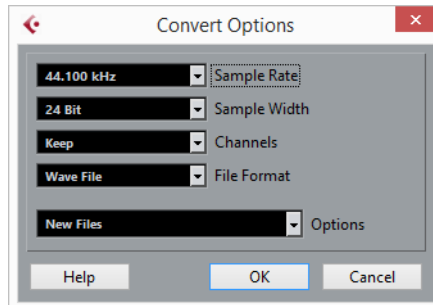 Convert Options
44.100 kHz Sample Rate
24 Bit Sample Width
Keep Channels
Wave File File Format
New Files Options
Help OK Cancel